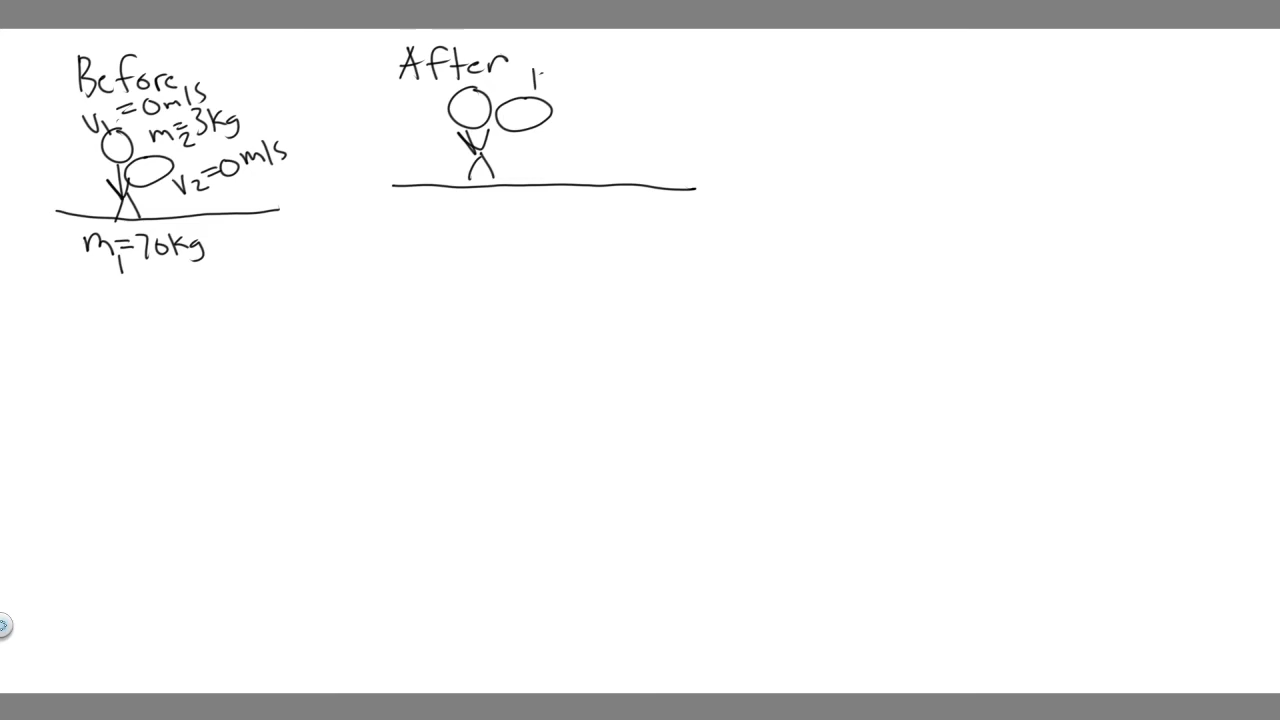 Before
v₁=0m/s
m₂=3kg
v₂=0m/s
m₁=70kg
After